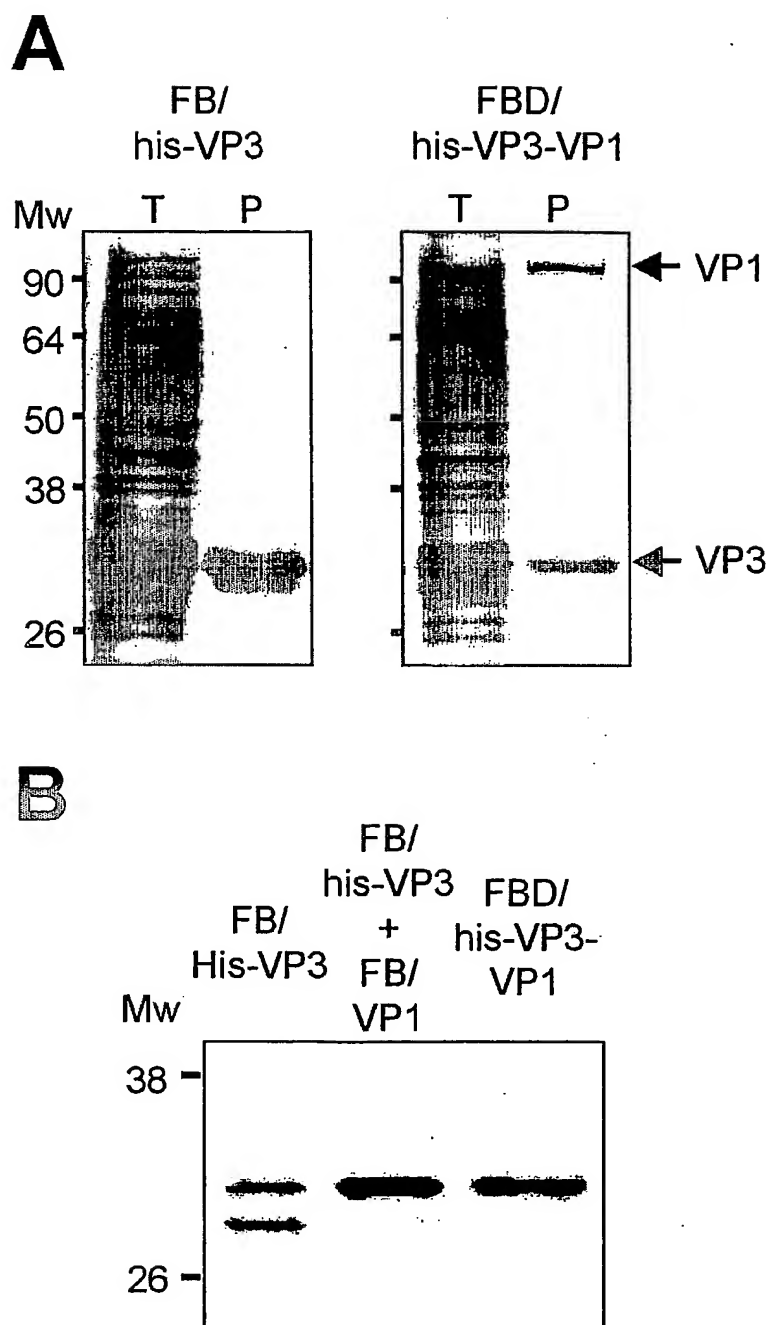 A
FB/
his-VP3
FBD/
his-VP3-VP1
Mw
T
P
T
P
90
64
50
38
26
VP1
VP3
B
FB/
His-VP3
FB/
his-VP3
+
FB/
VP1
FBD/
his-VP3-
VP1
Mw
38
26